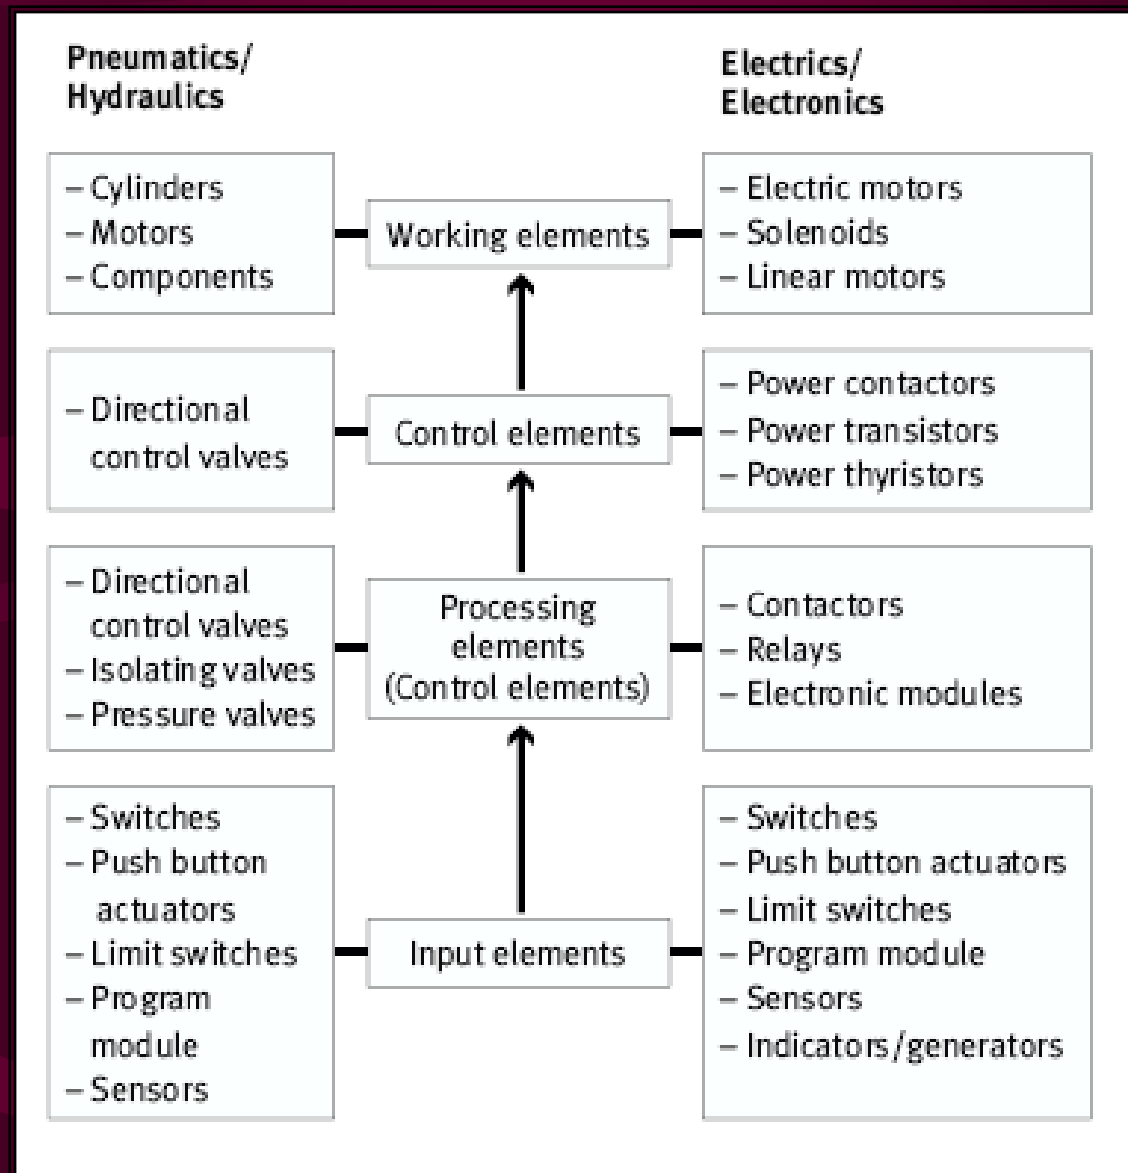 Pneumatics/
Hydraulics
Electrics/
Electronics
– Cylinders
– Motors
– Components
Working elements
– Electric motors
– Solenoids
– Linear motors
– Directional
control valves
Control elements
– Power contactors
– Power transistors
– Power thyristors
– Directional
control valves
– Isolating valves
– Pressure valves
Processing
elements
(Control elements)
– Contactors
– Relays
– Electronic modules
– Switches
– Push button
actuators
– Limit switches
– Program
module
– Sensors
Input elements
– Switches
– Push button actuators
– Limit switches
– Program module
– Sensors
– Indicators/generators